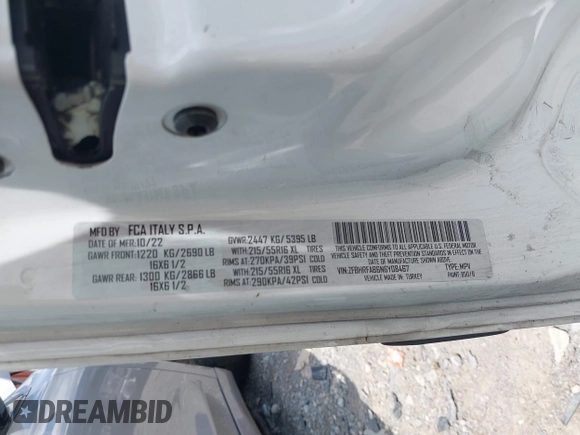 MFD BY FCA ITALY S.P.A.
DATE OF MFR:10/22 GVWR: 2447 KG/5395 LB
GAWR FRONT:1220 KG/2690 LB WITH:215/55R16 XL TIRES
16X6 1/2 RIMS AT: 270KPA/39PSI COLD
GAWR REAR: 1300 KG/2866 LB WITH:215/55R16 XL TIRES
16X6 1/2 RIMS AT:290KPA/42PSI COLD
THIS VEHICLE CONFORMS TO ALL APPLICABLE U.S. FEDERAL MOTOR
VEHICLE SAFETY, BUMPER AND THEFT PREVENTION STANDARDS IN EFFECT ON THE
DATE OF MANUFACTURE SHOWN ABOVE
TYPE: MPV
VEHICLE MADE IN: TURKEY
DREAMBID